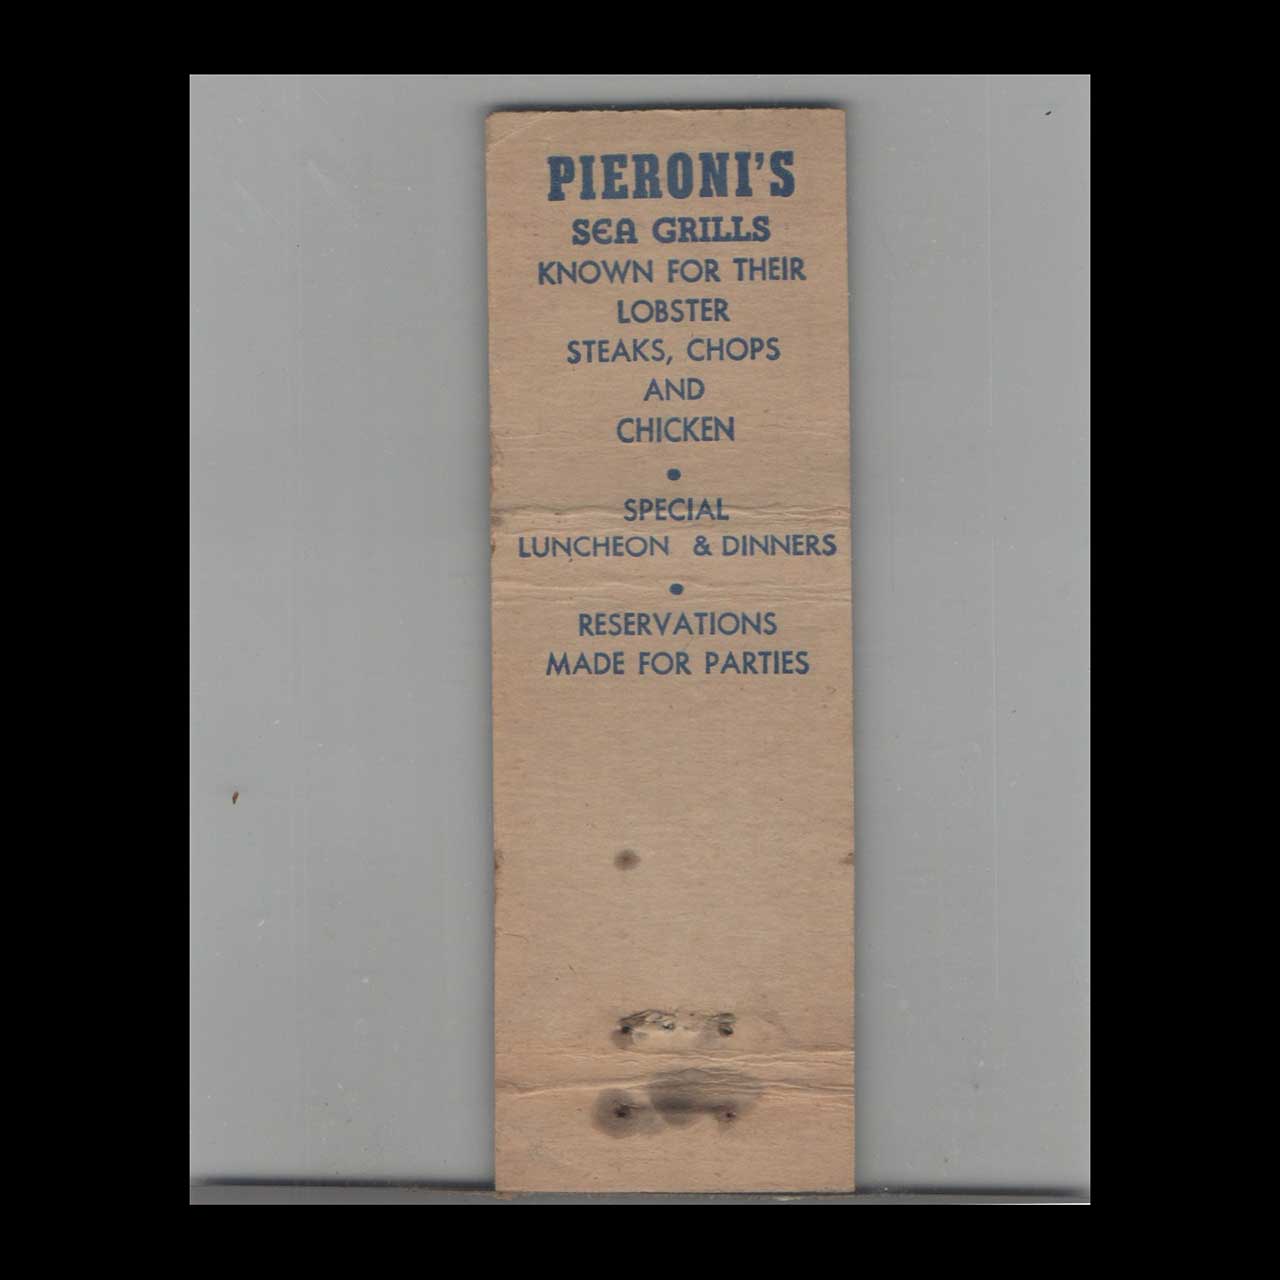 PIERONI'S
SEA GRILLS
KNOWN FOR THEIR
LOBSTER
STEAKS, CHOPS
AND
CHICKEN
•
SPECIAL
LUNCHEON & DINNERS
•
RESERVATIONS
MADE FOR PARTIES